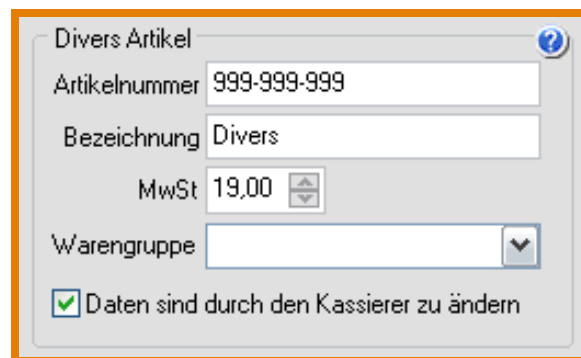 Divers Artikel ?
Artikelnummer 999-999-999
Bezeichnung Divers
MwSt 19,00
Warengruppe
Daten sind durch den Kassierer zu ändern